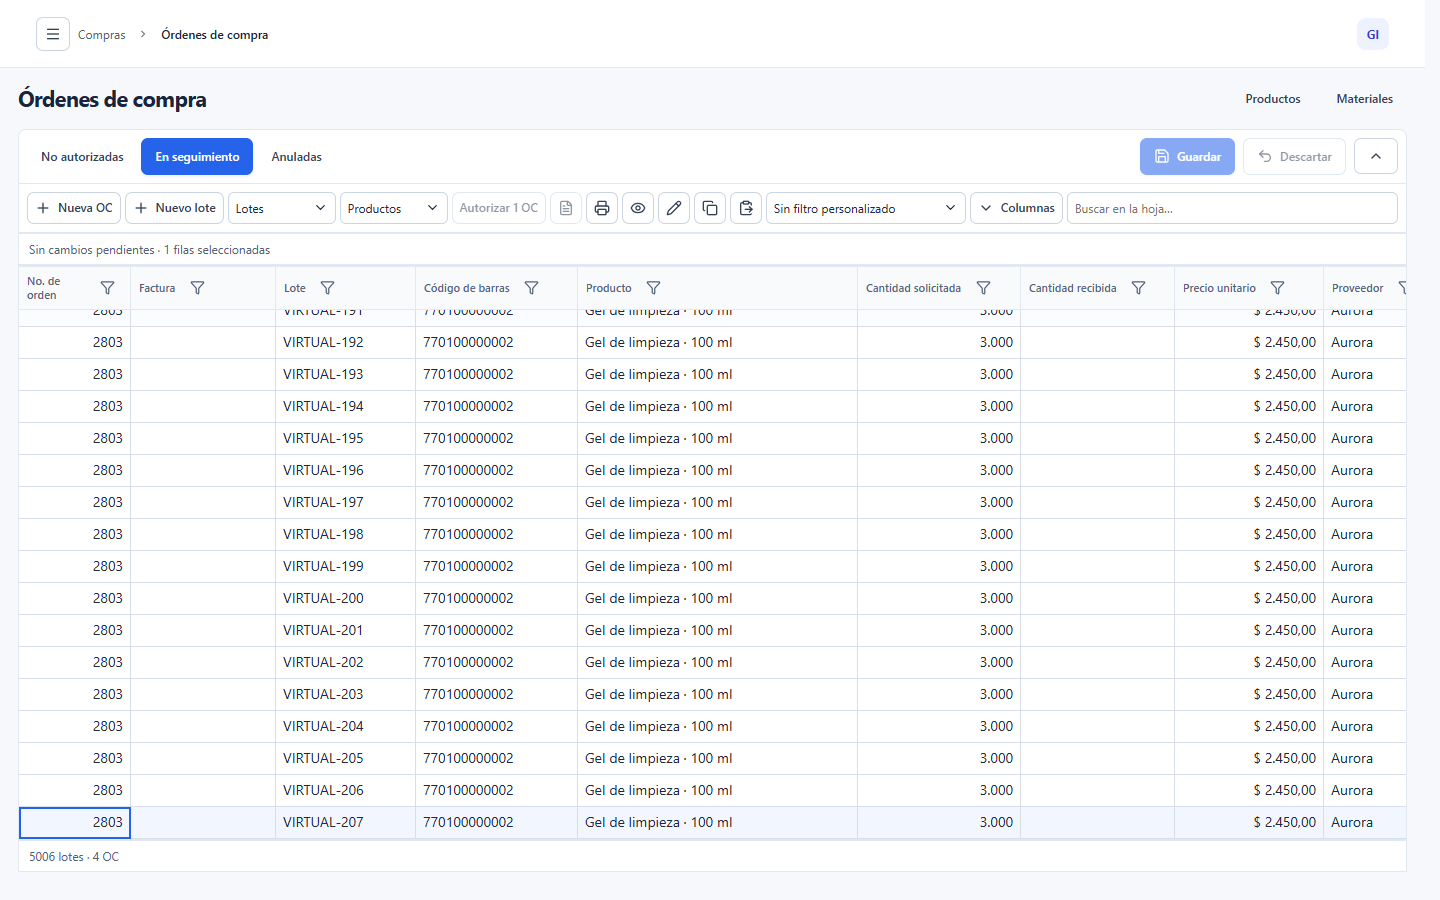 Compras > Órdenes de compra GI
Órdenes de compra Productos Materiales
No autorizadas En seguimiento Anuladas Guardar Descartar
Nueva OC Nuevo lote Lotes Productos Autorizar 1 OC Sin filtro personalizado Columnas Buscar en la hoja...
Sin cambios pendientes · 1 filas seleccionadas
No. de orden Factura Lote Código de barras Producto Cantidad solicitada Cantidad recibida Precio unitario Proveedor
2803 VIRTUAL-191 770100000002 Gel de limpieza · 100 ml 3.000 $ 2.450,00 Aurora
2803 VIRTUAL-192 770100000002 Gel de limpieza · 100 ml 3.000 $ 2.450,00 Aurora
2803 VIRTUAL-193 770100000002 Gel de limpieza · 100 ml 3.000 $ 2.450,00 Aurora
2803 VIRTUAL-194 770100000002 Gel de limpieza · 100 ml 3.000 $ 2.450,00 Aurora
2803 VIRTUAL-195 770100000002 Gel de limpieza · 100 ml 3.000 $ 2.450,00 Aurora
2803 VIRTUAL-196 770100000002 Gel de limpieza · 100 ml 3.000 $ 2.450,00 Aurora
2803 VIRTUAL-197 770100000002 Gel de limpieza · 100 ml 3.000 $ 2.450,00 Aurora
2803 VIRTUAL-198 770100000002 Gel de limpieza · 100 ml 3.000 $ 2.450,00 Aurora
2803 VIRTUAL-199 770100000002 Gel de limpieza · 100 ml 3.000 $ 2.450,00 Aurora
2803 VIRTUAL-200 770100000002 Gel de limpieza · 100 ml 3.000 $ 2.450,00 Aurora
2803 VIRTUAL-201 770100000002 Gel de limpieza · 100 ml 3.000 $ 2.450,00 Aurora
2803 VIRTUAL-202 770100000002 Gel de limpieza · 100 ml 3.000 $ 2.450,00 Aurora
2803 VIRTUAL-203 770100000002 Gel de limpieza · 100 ml 3.000 $ 2.450,00 Aurora
2803 VIRTUAL-204 770100000002 Gel de limpieza · 100 ml 3.000 $ 2.450,00 Aurora
2803 VIRTUAL-205 770100000002 Gel de limpieza · 100 ml 3.000 $ 2.450,00 Aurora
2803 VIRTUAL-206 770100000002 Gel de limpieza · 100 ml 3.000 $ 2.450,00 Aurora
2803 VIRTUAL-207 770100000002 Gel de limpieza · 100 ml 3.000 $ 2.450,00 Aurora
5006 lotes · 4 OC